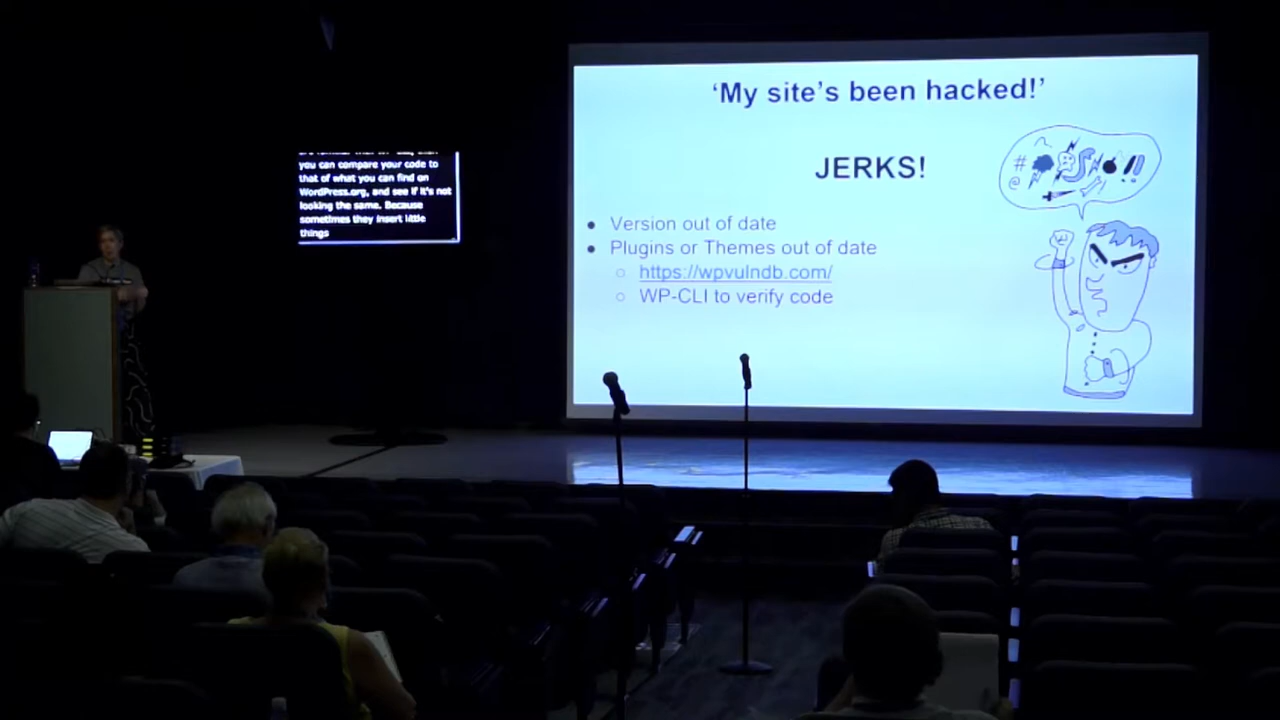 ‘My site’s been hacked!’
JERKS!
● Version out of date
● Plugins or Themes out of date
○ https://wpvulndb.com/
○ WP-CLI to verify code
you can compare your code to
that of what you can find on
WordPress.org, and see if it's not
looking the same. Because
sometimes they insert little
things